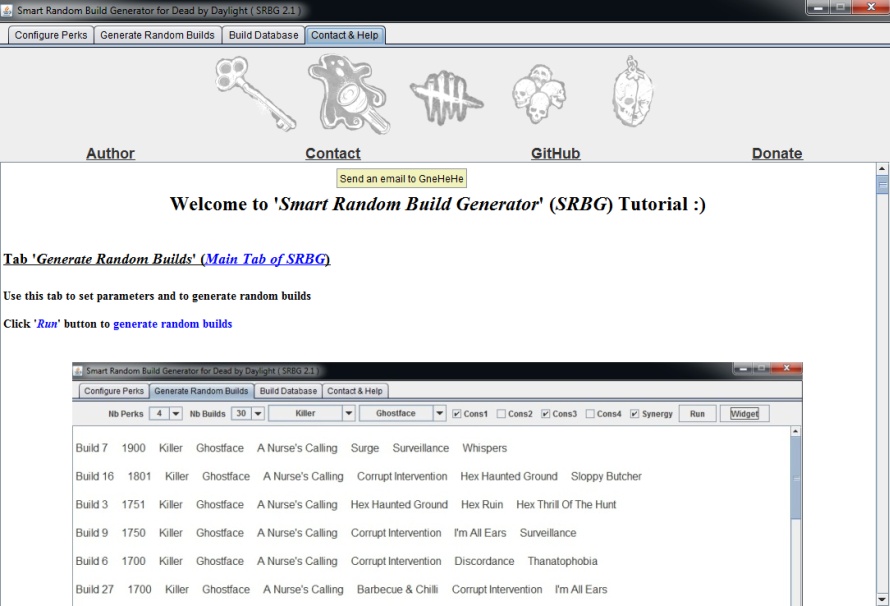 Smart Random Build Generator for Dead by Daylight ( SRBG 2.1 )
Configure Perks Generate Random Builds Build Database Contact & Help
Author Contact GitHub Donate
Send an email to GneHeHe
Welcome to 'Smart Random Build Generator' (SRBG) Tutorial :)
Tab 'Generate Random Builds' (Main Tab of SRBG)
Use this tab to set parameters and to generate random builds
Click 'Run' button to generate random builds
Smart Random Build Generator for Dead by Daylight ( SRBG 2.1 )
Configure Perks Generate Random Builds Build Database Contact & Help
Nb Perks 4 Nb Builds 30 Killer Ghostface Cons1 Cons2 Cons3 Cons4 Synergy Run Widget
Build 7 1900 Killer Ghostface A Nurse's Calling Surge Surveillance Whispers
Build 16 1801 Killer Ghostface A Nurse's Calling Corrupt Intervention Hex Haunted Ground Sloppy Butcher
Build 3 1751 Killer Ghostface A Nurse's Calling Hex Haunted Ground Hex Ruin Hex Thrill Of The Hunt
Build 9 1750 Killer Ghostface A Nurse's Calling Corrupt Intervention I'm All Ears Surveillance
Build 6 1700 Killer Ghostface A Nurse's Calling Corrupt Intervention Discordance Thanatophobia
Build 27 1700 Killer Ghostface A Nurse's Calling Barbecue & Chilli Corrupt Intervention I'm All Ears